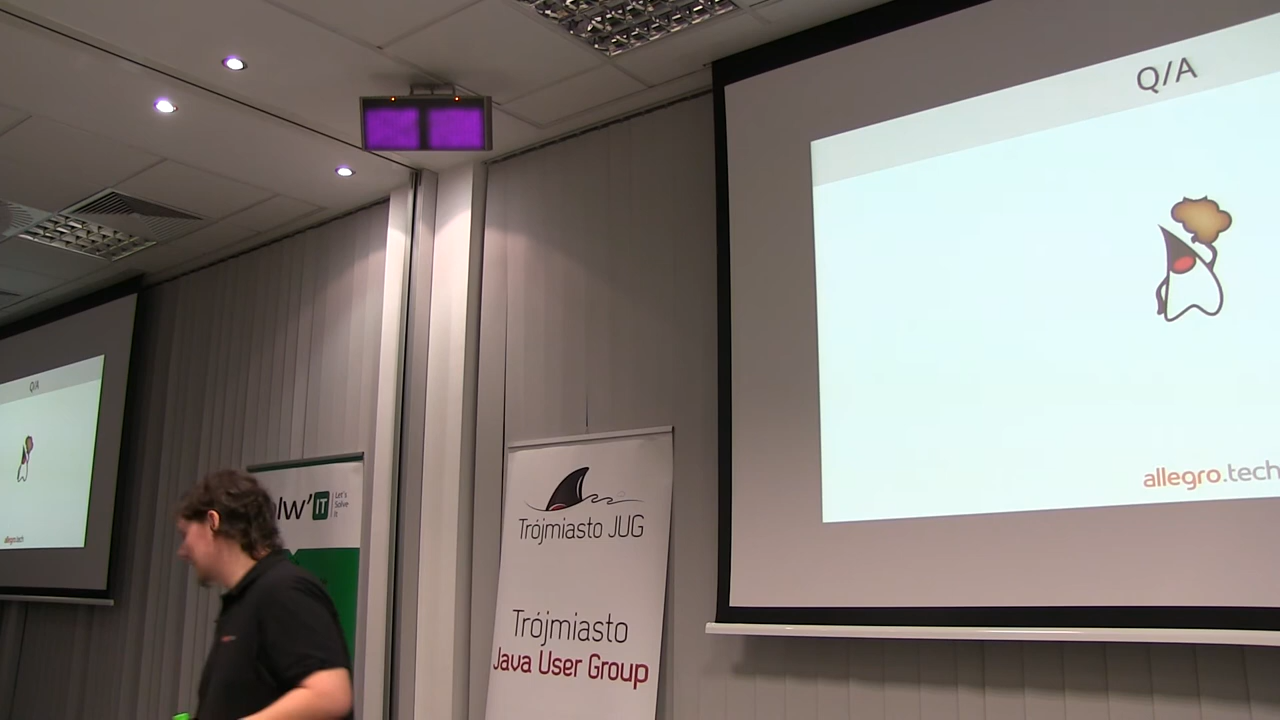 Q/A
allegro.tech
Q/A
allegro.tech
lw'IT
Let's
Solve
It
Trójmiasto JUG
Trójmiasto
Java User Group